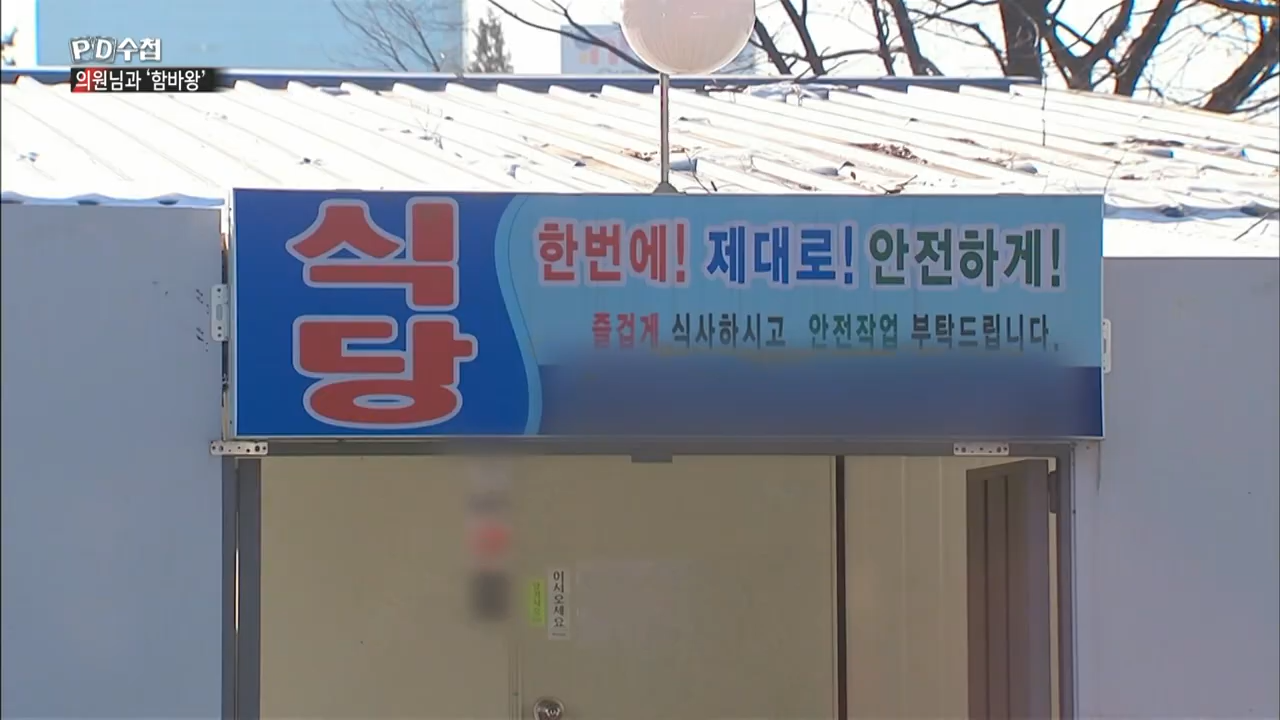 PD수첩
의원님과 '함바왕'
식당
한번에! 제대로! 안전하게!
즐겁게 식사하시고 안전작업 부탁드립니다.
미시오세요